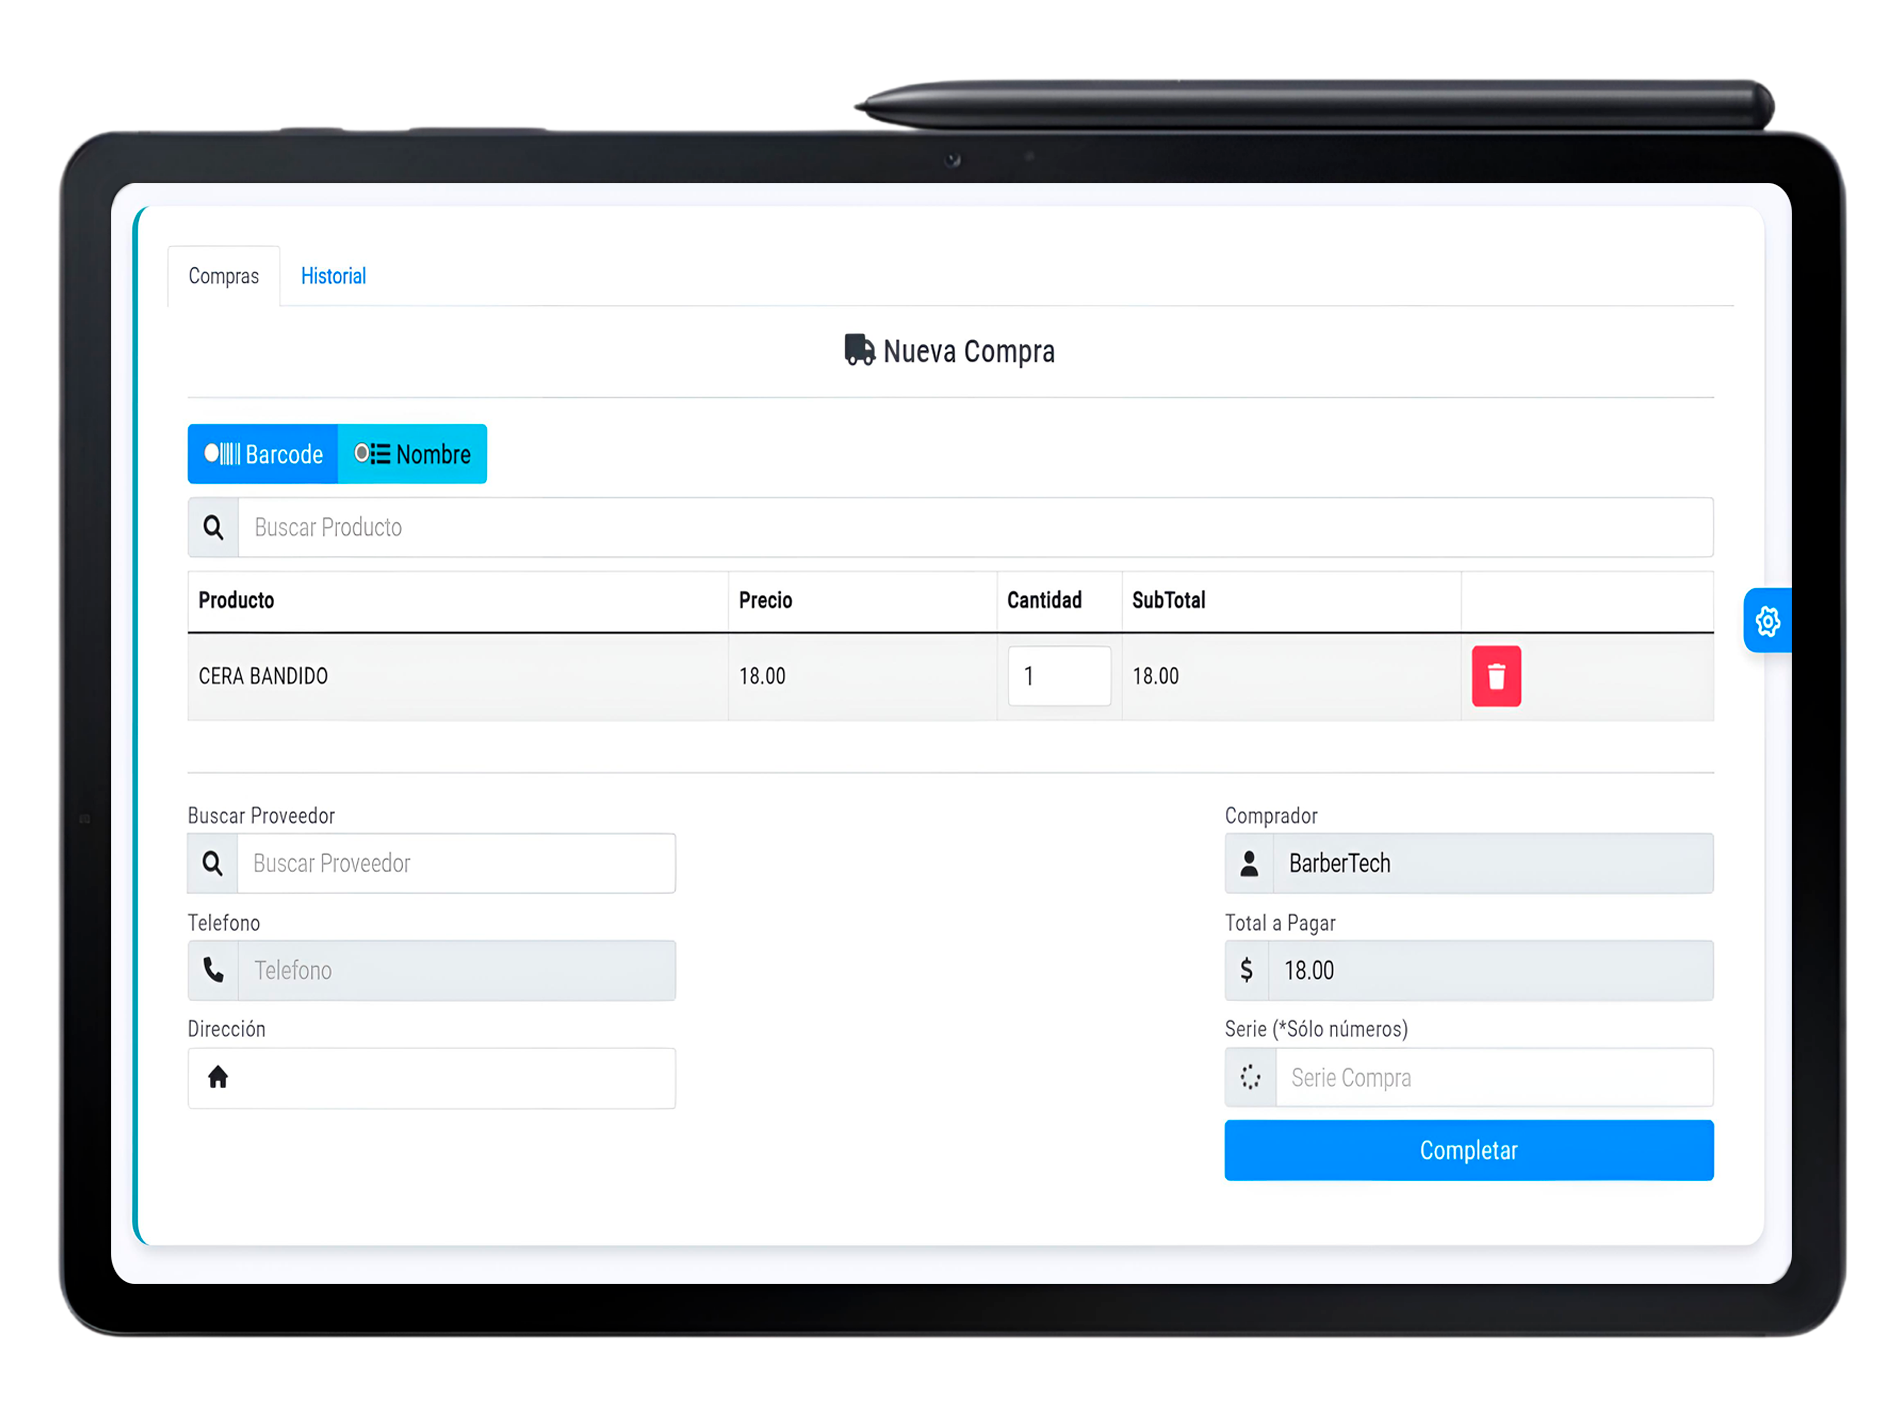 Compras Historial
Nueva Compra
Barcode Nombre
Buscar Producto
Producto Precio Cantidad SubTotal
CERA BANDIDO 18.00 1 18.00
Buscar Proveedor
Buscar Proveedor
Telefono
Telefono
Dirección
Comprador
BarberTech
Total a Pagar
$ 18.00
Serie (*Sólo números)
Serie Compra
Completar